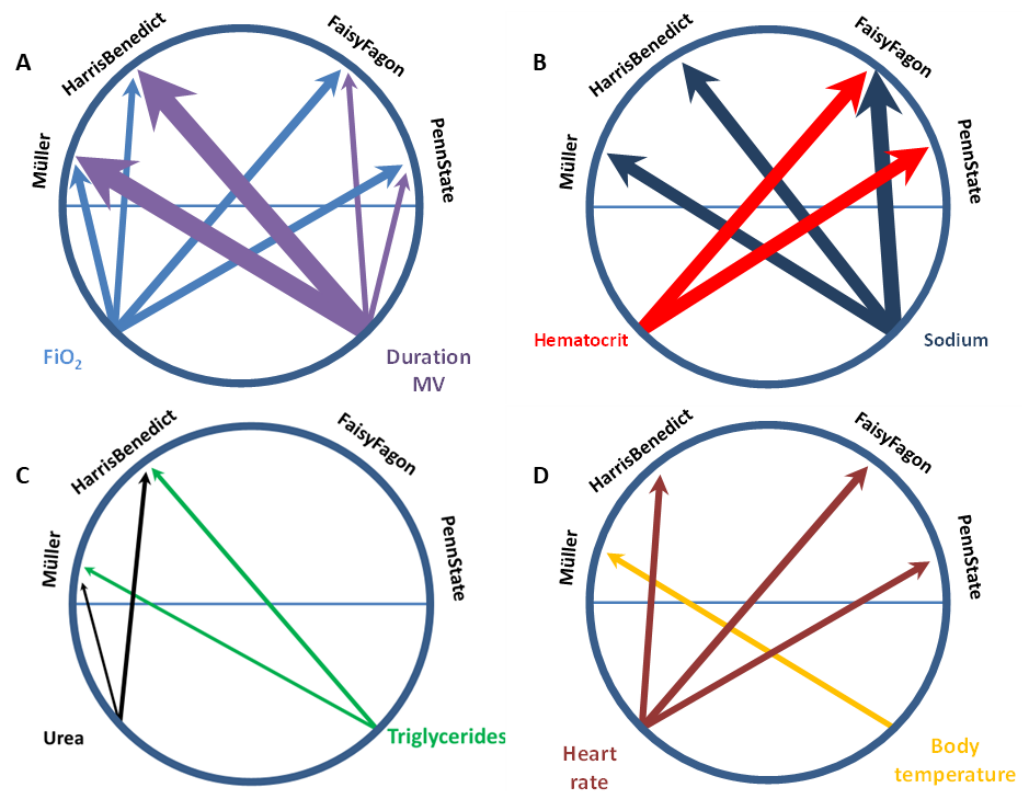 A
Müller
HarrisBenedict
FaisyFagon
PennState
FiO₂
Duration
MV
B
Müller
HarrisBenedict
FaisyFagon
PennState
Hematocrit
Sodium
C
Müller
HarrisBenedict
FaisyFagon
PennState
Urea
Triglycerides
D
Müller
HarrisBenedict
FaisyFagon
PennState
Heart
rate
Body
temperature